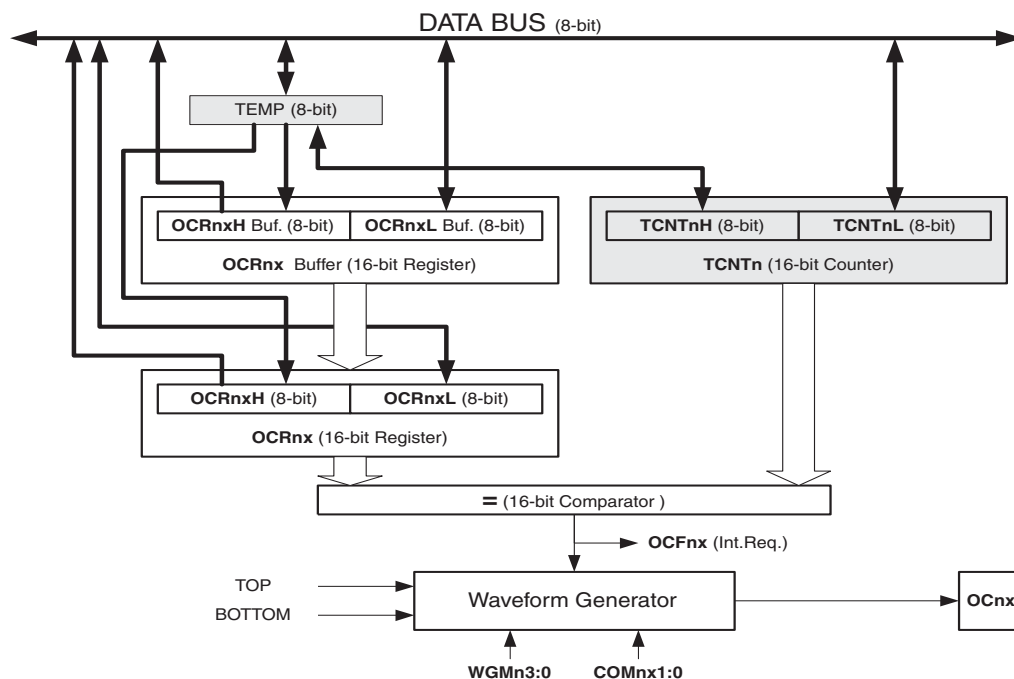 DATA BUS (8-bit)
TEMP (8-bit)
OCRnxH Buf. (8-bit)
OCRnxL Buf. (8-bit)
OCRnx Buffer (16-bit Register)
TCNTnH (8-bit)
TCNTnL (8-bit)
TCNTn (16-bit Counter)
OCRnxH (8-bit)
OCRnxL (8-bit)
OCRnx (16-bit Register)
= (16-bit Comparator )
OCFnx (Int.Req.)
TOP
BOTTOM
Waveform Generator
OCnx
WGMn3:0
COMnx1:0